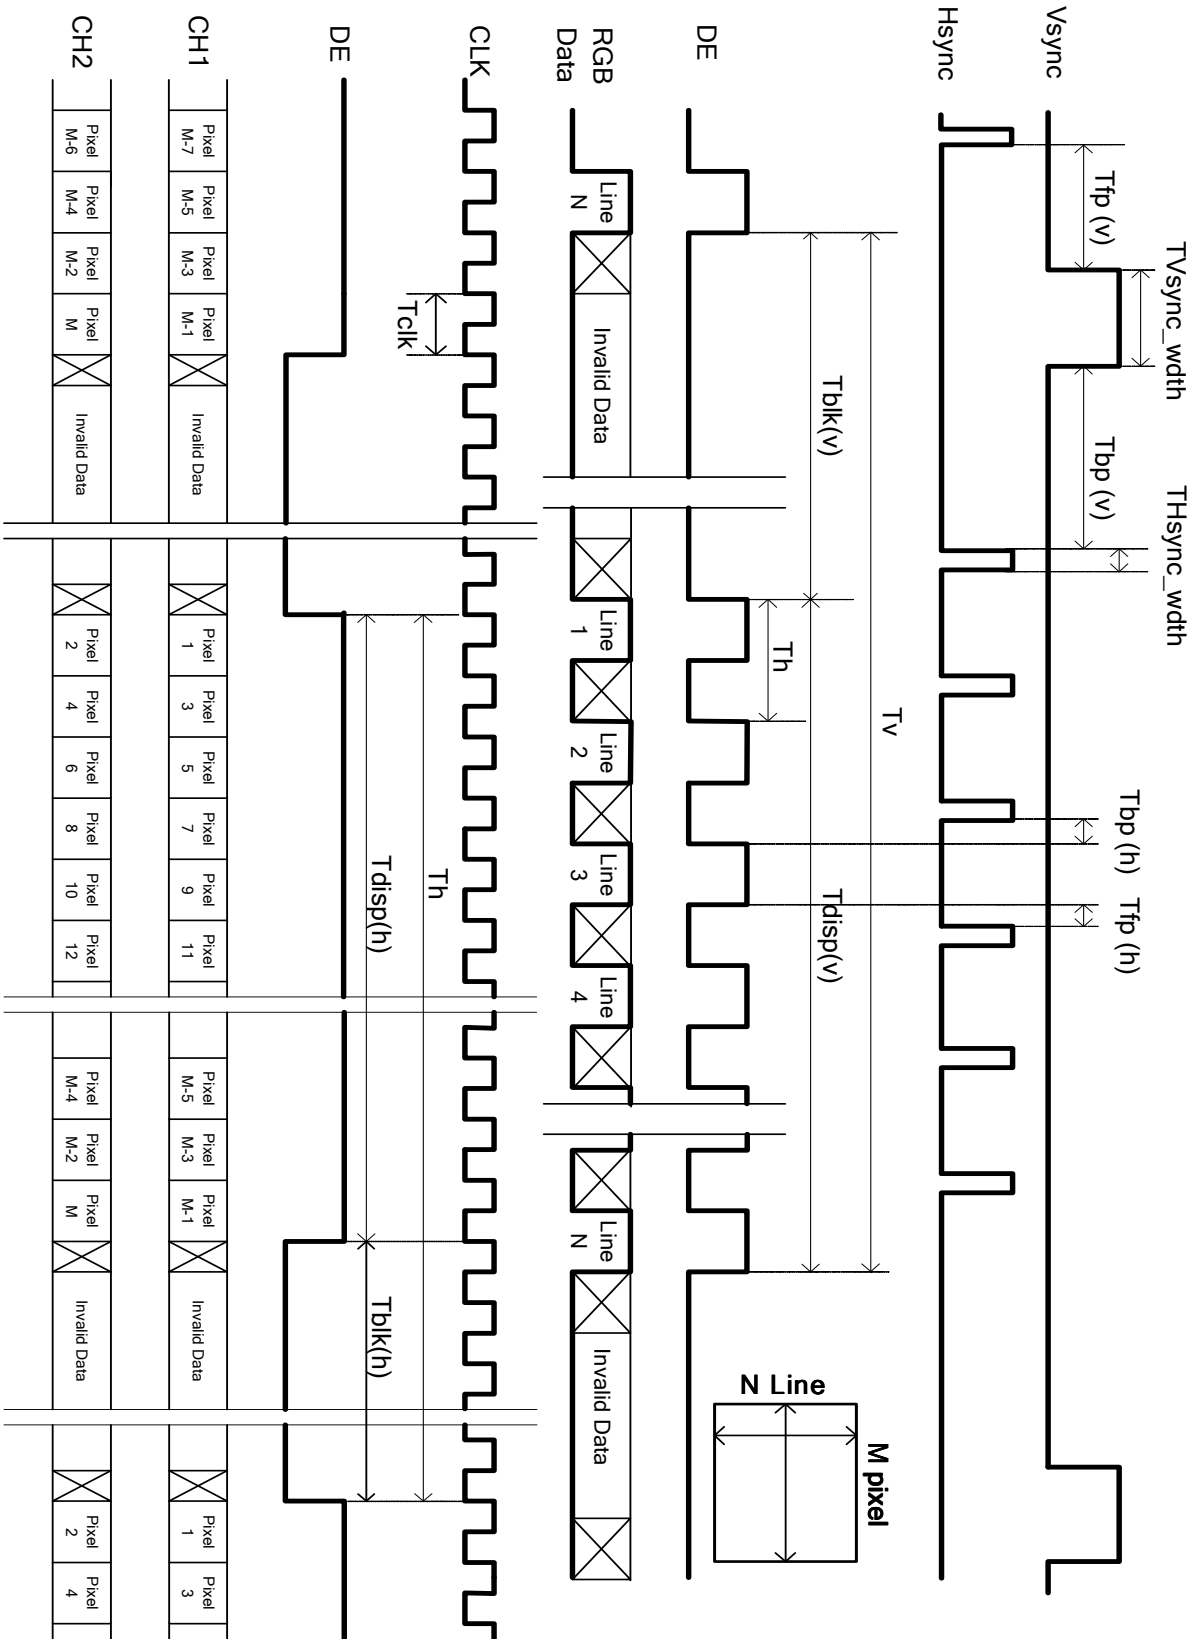 TVsync_wdth
THsync_wdth
Tfp (v)
Tbp (v)
Tbp (h)
Tfp (h)
Vsync
Hsync
Tv
M pixel
Tblk(v)
Tdisp(v)
Th
N Line
DE
RGB
Data
Line
N
Invalid Data
Line
1
Line
2
Line
3
Line
4
Line
N
Invalid Data
CLK
Tclk
Th
Tdisp(h)
Tblk(h)
DE
CH1
Pixel
M-7
Pixel
M-5
Pixel
M-3
Pixel
M-1
Invalid Data
Pixel
1
Pixel
3
Pixel
5
Pixel
7
Pixel
9
Pixel
11
Pixel
M-5
Pixel
M-3
Pixel
M-1
Invalid Data
Pixel
1
Pixel
3
CH2
Pixel
M-6
Pixel
M-4
Pixel
M-2
Pixel
M
Invalid Data
Pixel
2
Pixel
4
Pixel
6
Pixel
8
Pixel
10
Pixel
12
Pixel
M-4
Pixel
M-2
Pixel
M
Invalid Data
Pixel
2
Pixel
4